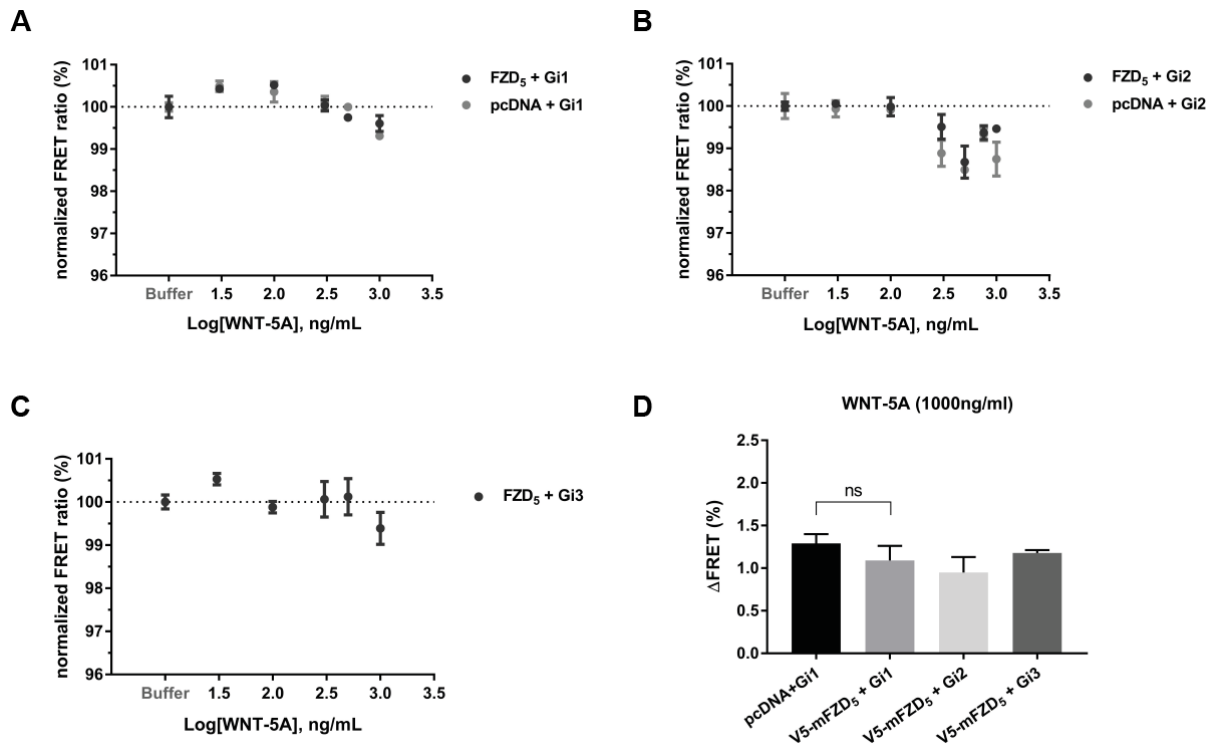 A
normalized FRET ratio (%)
101
100
99
98
97
96
Buffer 1.5 2.0 2.5 3.0 3.5
Log[WNT-5A], ng/mL
FZD₅ + Gi1
pcDNA + Gi1
B
normalized FRET ratio (%)
101
100
99
98
97
96
Buffer 1.5 2.0 2.5 3.0 3.5
Log[WNT-5A], ng/mL
FZD₅ + Gi2
pcDNA + Gi2
C
normalized FRET ratio (%)
101
100
99
98
97
96
Buffer 1.5 2.0 2.5 3.0 3.5
Log[WNT-5A], ng/mL
FZD₅ + Gi3
D
WNT-5A (1000ng/ml)
ΔFRET (%)
2.5
2.0
1.5
1.0
0.5
0.0
ns
pcDNA+Gi1
V5-mFZD₅ + Gi1
V5-mFZD₅ + Gi2
V5-mFZD₅ + Gi3